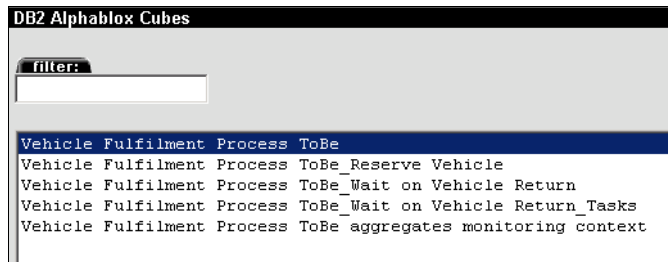 DB2 Alphablox Cubes
filter:
Vehicle Fulfilment Process ToBe
Vehicle Fulfilment Process ToBe_Reserve Vehicle
Vehicle Fulfilment Process ToBe_Wait on Vehicle Return
Vehicle Fulfilment Process ToBe_Wait on Vehicle Return_Tasks
Vehicle Fulfilment Process ToBe aggregates monitoring context